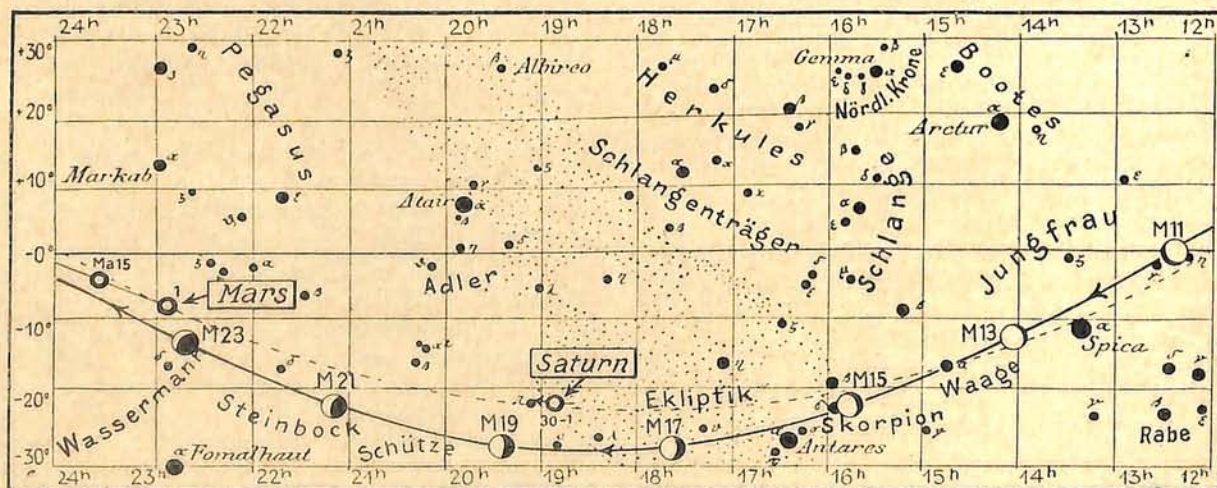 24h 23h 22h 21h 20h 19h 18h 17h 16h 15h 14h 13h 12h
+30°
+20°
+10°
-0°
-10°
-20°
-30°
Pegasus
Albireo
Herkules
Gemma
Nördl. Krone
Bootes
Arctur
Markab
Atair
Schlangenträger
Schlange
Jungfrau
M11
Adler
Ma15
1
Mars
M23
M13
Spica
Saturn
30-1
M21
Ekliptik
M15
Waage
Wassermann
Steinbock
M19
M17
Skorpion
Schütze
Antares
Rabe
Fomalhaut
24h 23h 22h 21h 20h 19h 18h 17h 16h 15h 14h 13h 12h